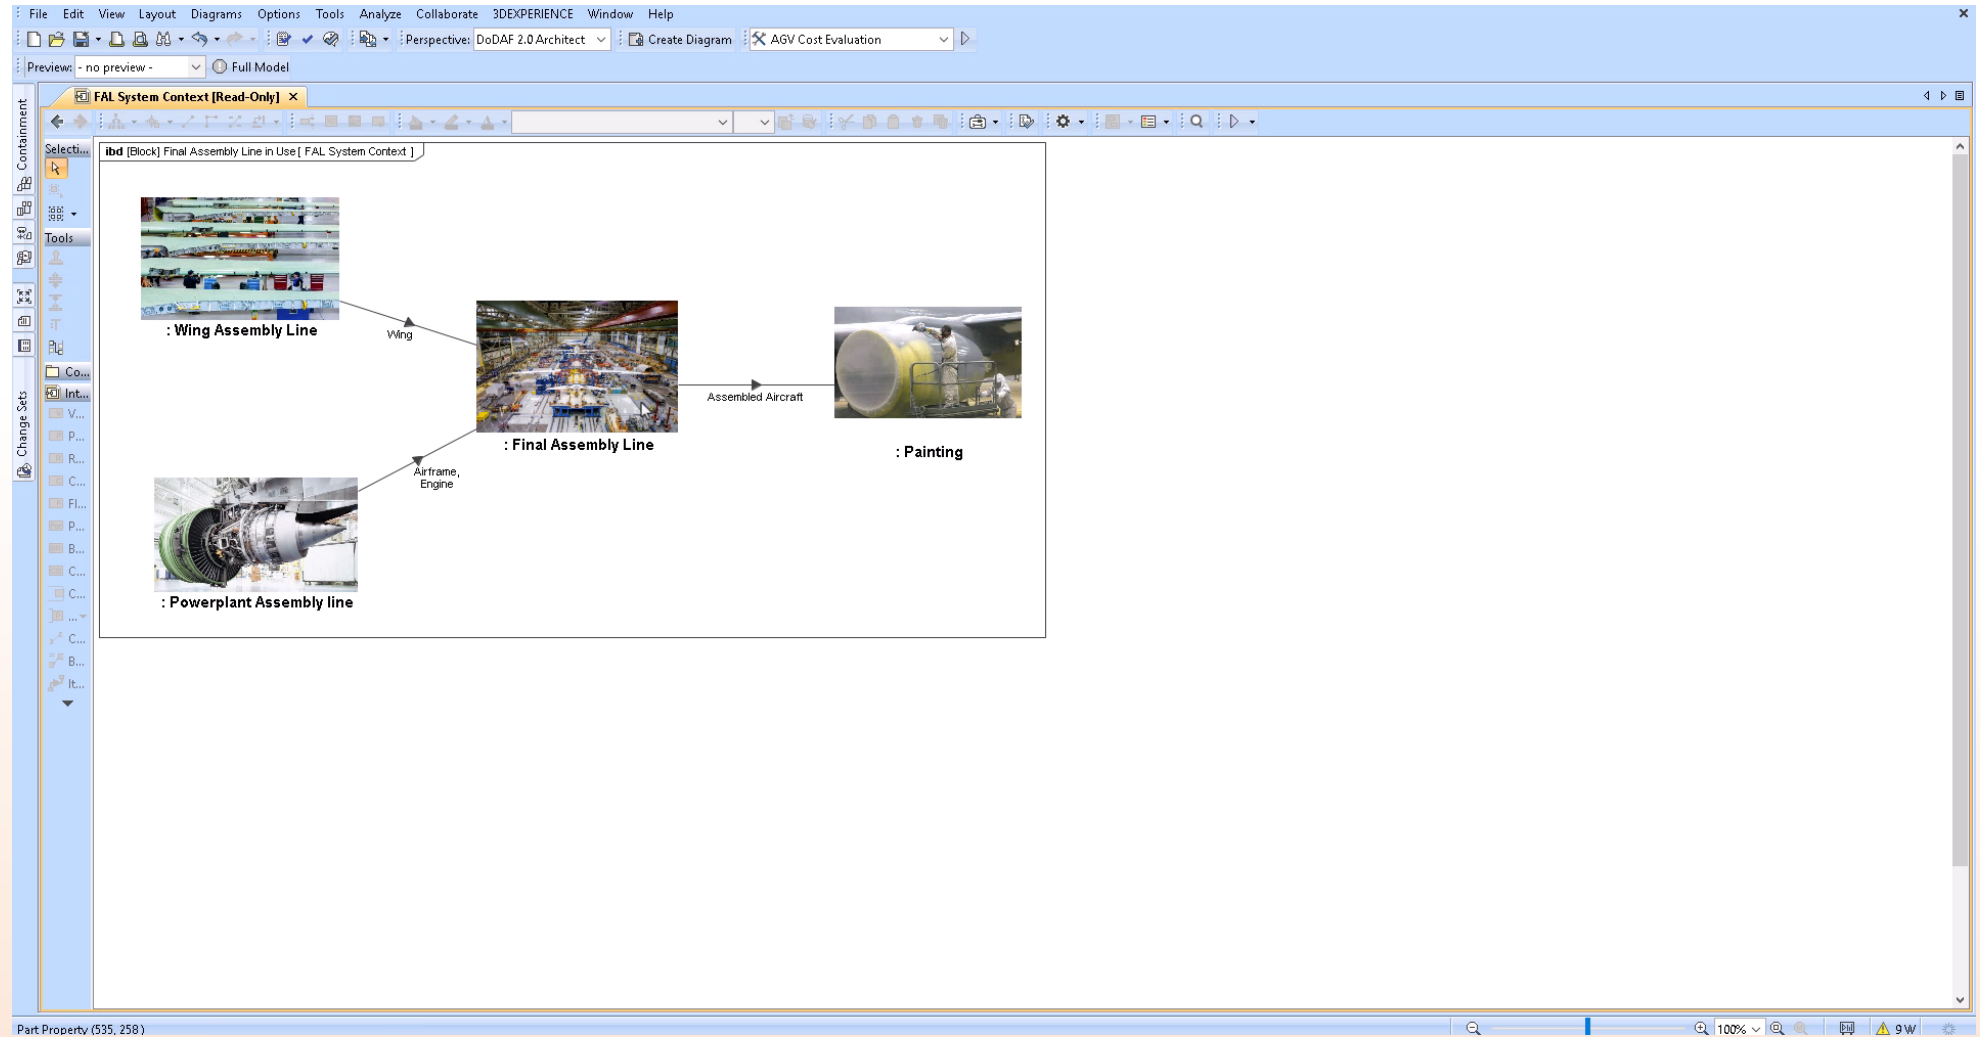 File Edit View Layout Diagrams Options Tools Analyze Collaborate 3DEXPERIENCE Window Help
Perspective: DoDAF 2.0 Architect Create Diagram AGV Cost Evaluation
Preview: - no preview - Full Model
FAL System Context [Read-Only]
Containment
Change Sets
Selecti...
Tools
Co...
Int...
V...
P...
R...
C...
Fl...
P...
B...
C...
C...
...
C...
B...
It...
ibd [Block] Final Assembly Line in Use [ FAL System Context ]
: Wing Assembly Line
Wing
: Final Assembly Line
Assembled Aircraft
: Painting
Airframe,
Engine
: Powerplant Assembly line
Part Property (535, 258 )
100%
9 W